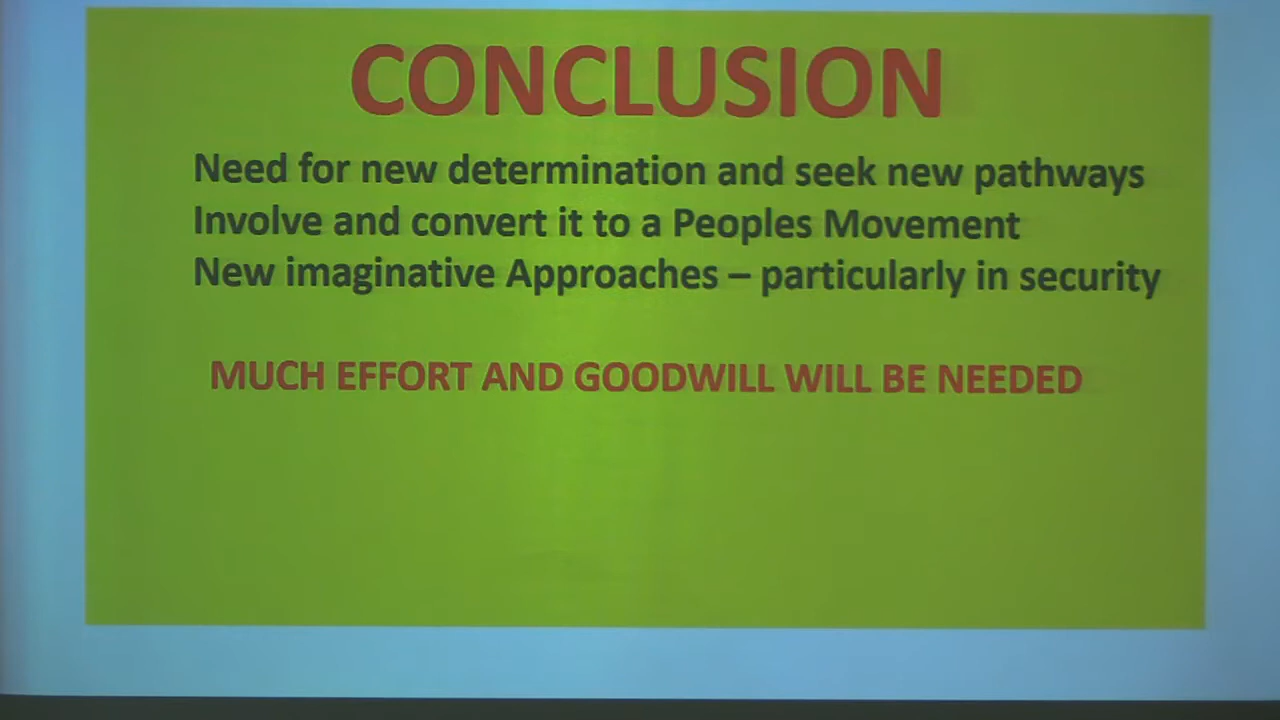 CONCLUSION
Need for new determination and seek new pathways
Involve and convert it to a Peoples Movement
New imaginative Approaches – particularly in security
MUCH EFFORT AND GOODWILL WILL BE NEEDED